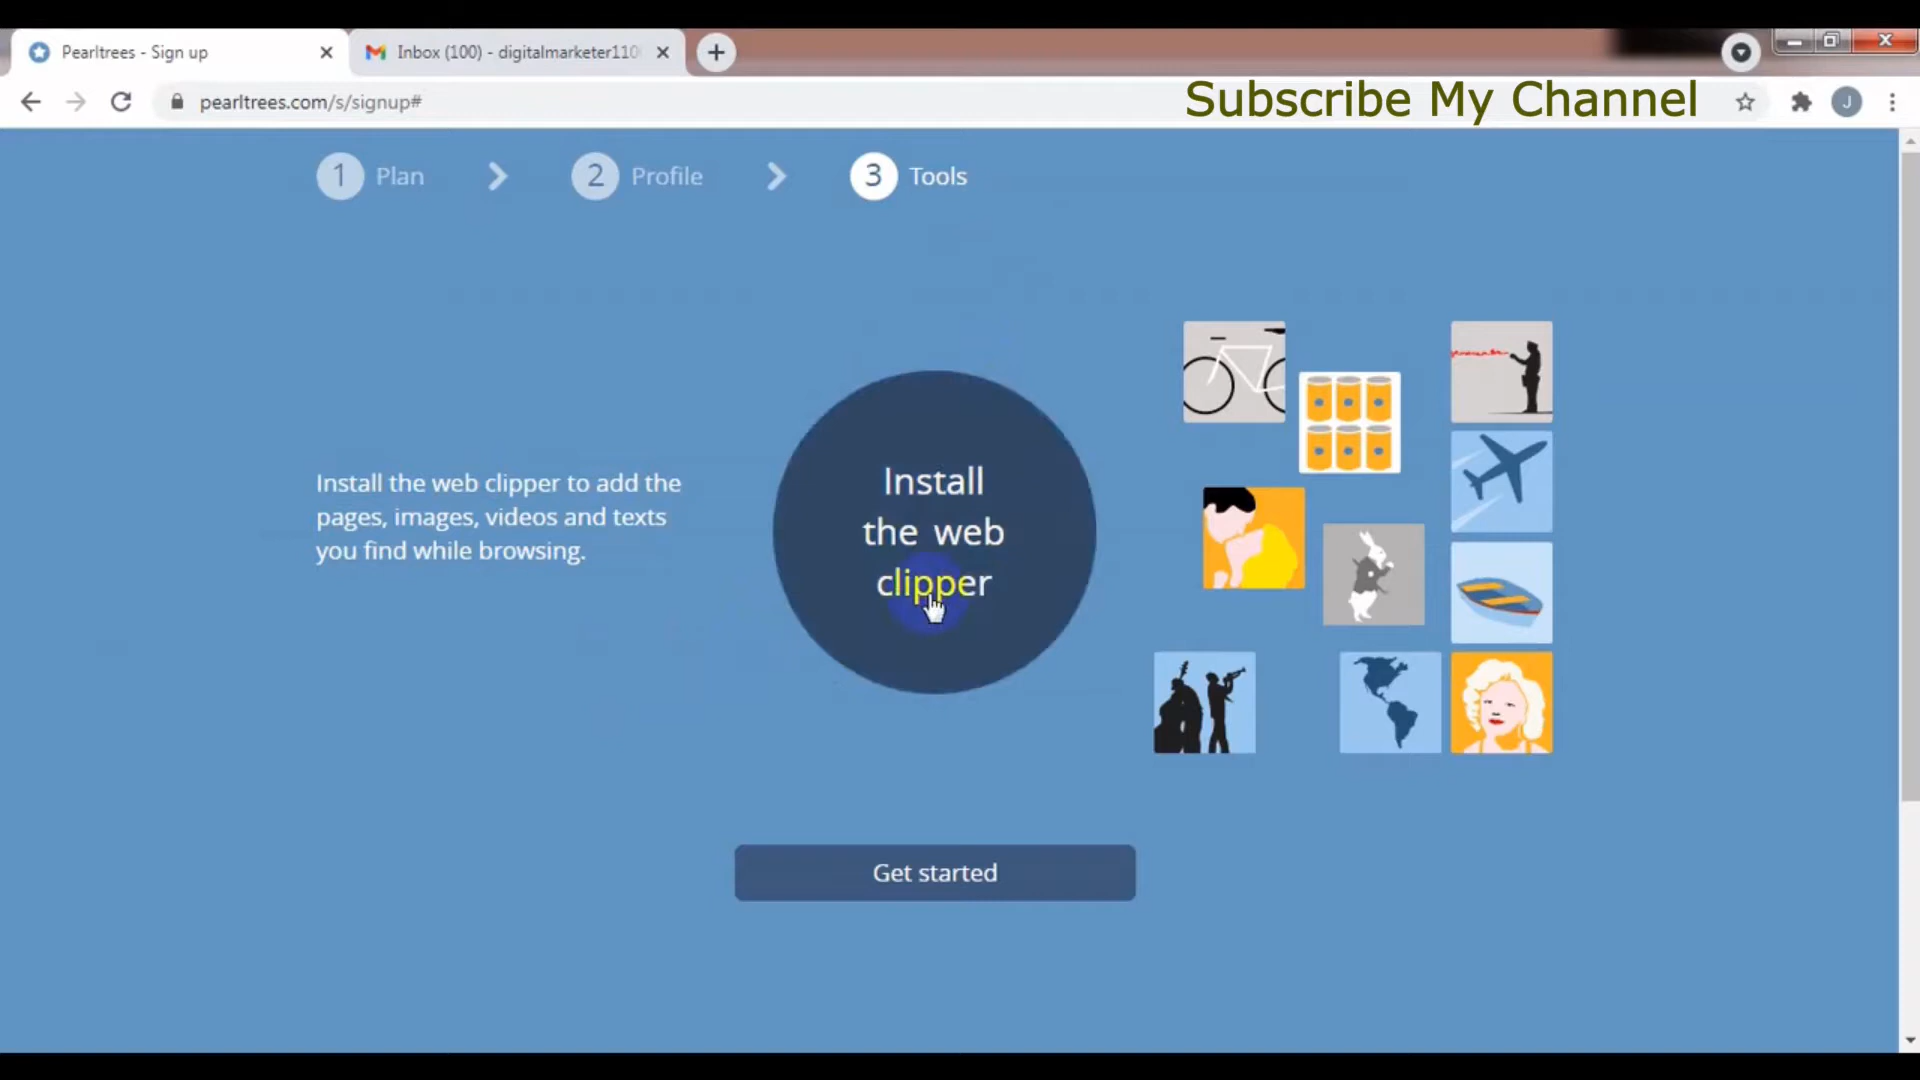 Pearltrees - Sign up
Inbox (100) - digitalmarketer110
pearltrees.com/s/signup#
Subscribe My Channel
J
1 Plan
2 Profile
3 Tools
Install the web clipper to add the
pages, images, videos and texts
you find while browsing.
Install
the web
clipper
Get started